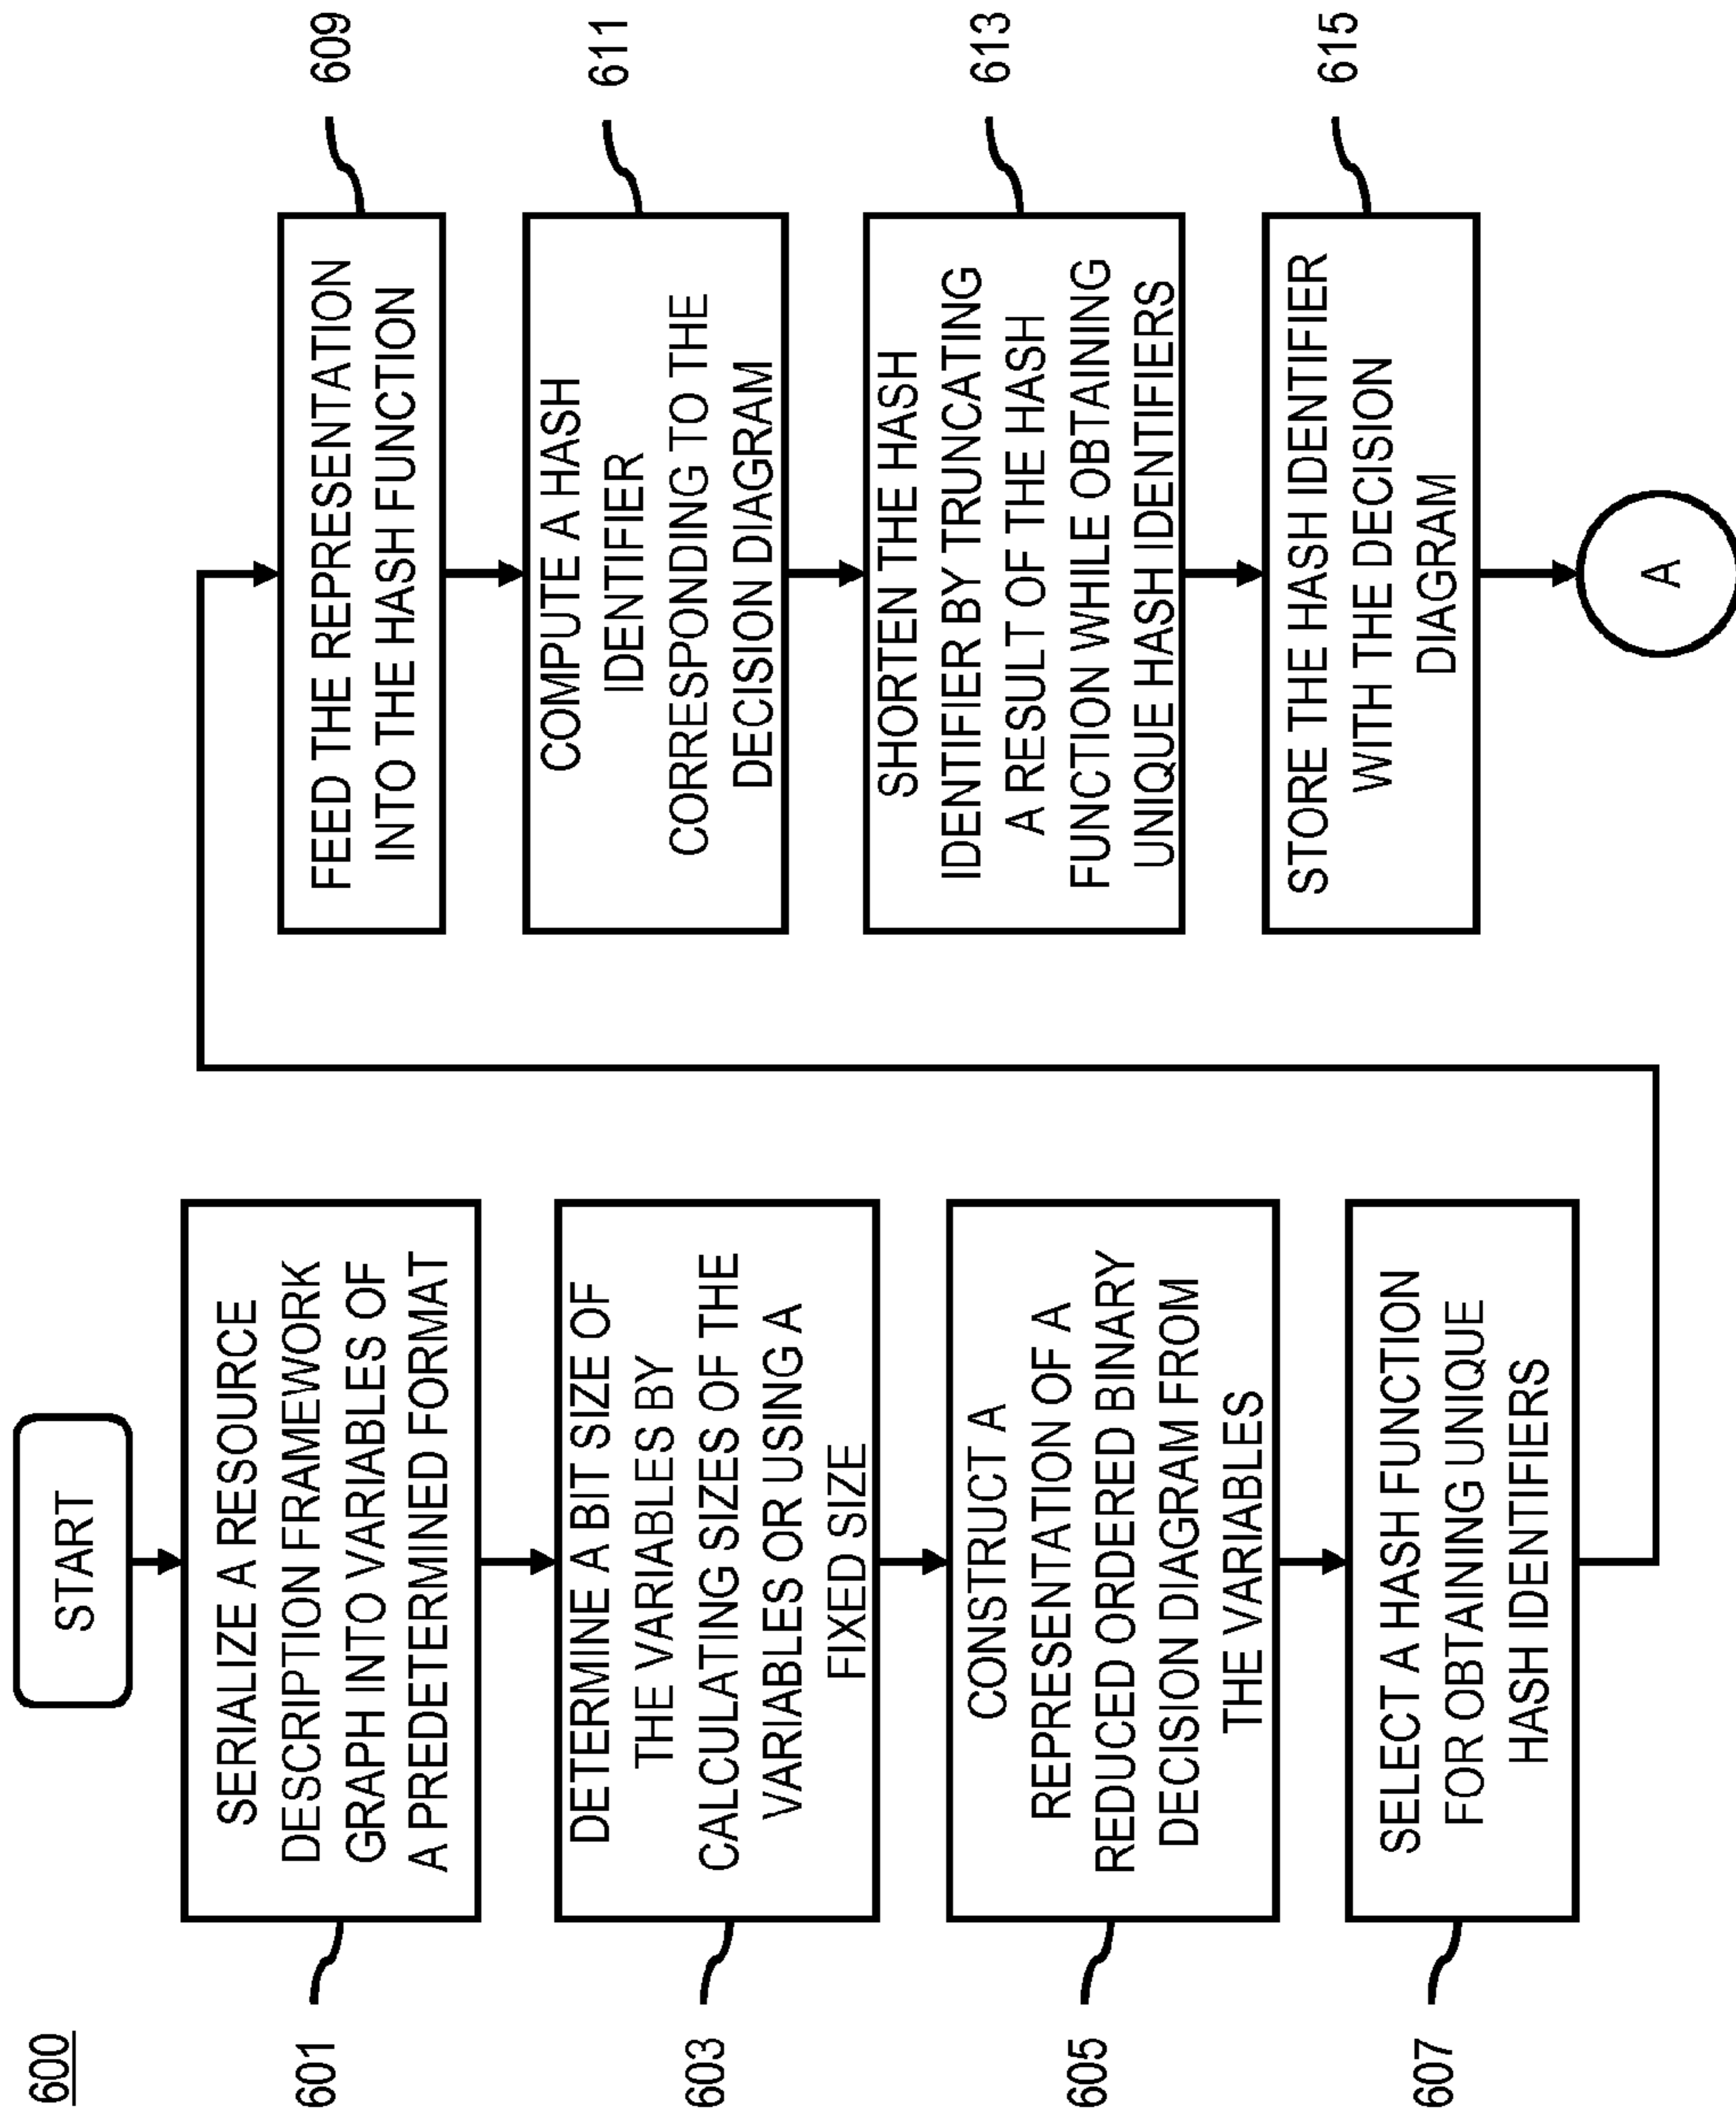 600
START
601
SERIALIZE A RESOURCE
DESCRIPTION FRAMEWORK
GRAPH INTO VARIABLES OF
A PREDETERMINED FORMAT
603
DETERMINE A BIT SIZE OF
THE VARIABLES BY
CALCULATING SIZES OF THE
VARIABLES OR USING A
FIXED SIZE
605
CONSTRUCT A
REPRESENTATION OF A
REDUCED ORDERED BINARY
DECISION DIAGRAM FROM
THE VARIABLES
607
SELECT A HASH FUNCTION
FOR OBTAINING UNIQUE
HASH IDENTIFIERS
609
FEED THE REPRESENTATION
INTO THE HASH FUNCTION
611
COMPUTE A HASH
IDENTIFIER
CORRESPONDING TO THE
DECISION DIAGRAM
613
SHORTEN THE HASH
IDENTIFIER BY TRUNCATING
A RESULT OF THE HASH
FUNCTION WHILE OBTAINING
UNIQUE HASH IDENTIFIERS
615
STORE THE HASH IDENTIFIER
WITH THE DECISION
DIAGRAM
A